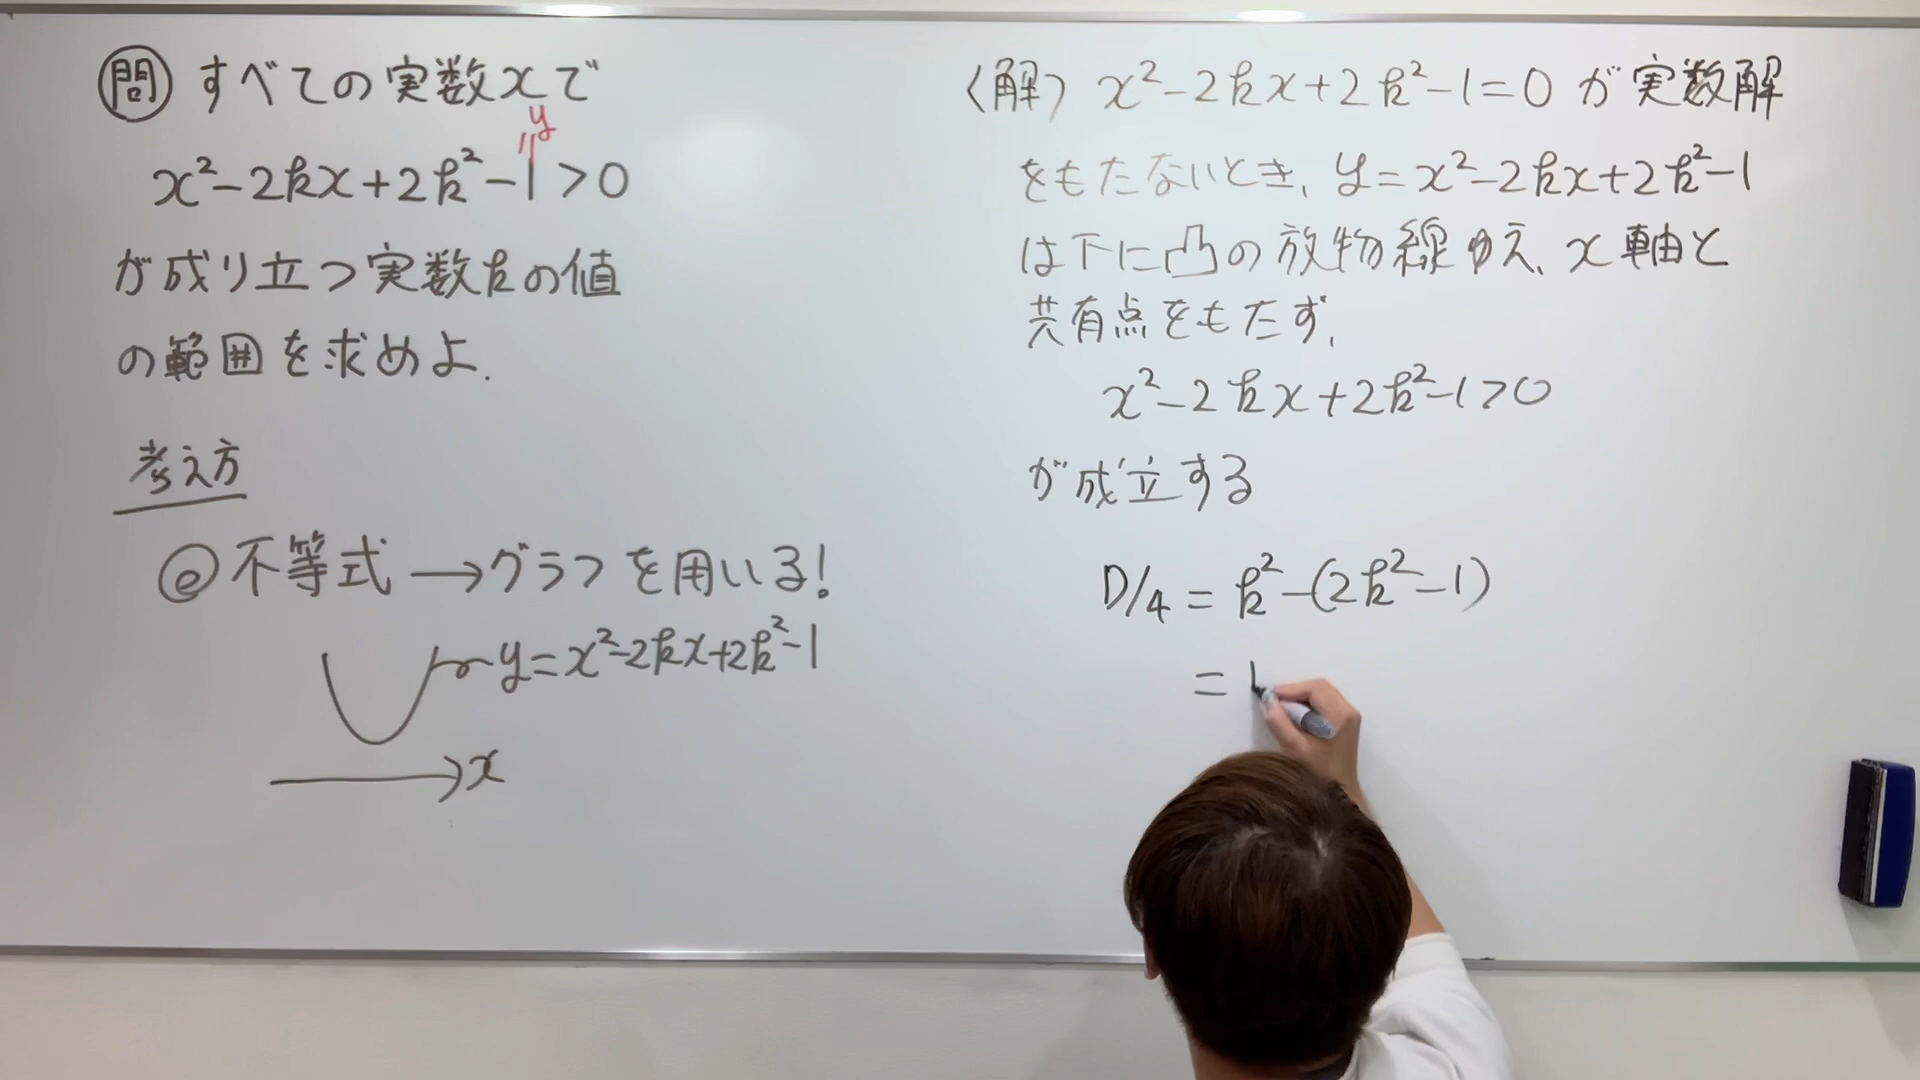 問 すべての実数xで
y
=
x²-2kx+2k²-1>0
が成り立つ実数kの値
の範囲を求めよ.
考え方
@不等式→グラフを用いる!
y=x²-2kx+2k²-1
x
〈解〉x²-2kx+2k²-1=0が実数解
をもたないとき、y=x²-2kx+2k²-1
は下に凸の放物線ゆえ、x軸と
共有点をもたず、
x²-2kx+2k²-1>0
が成立する
D/4=k²-(2k²-1)
=